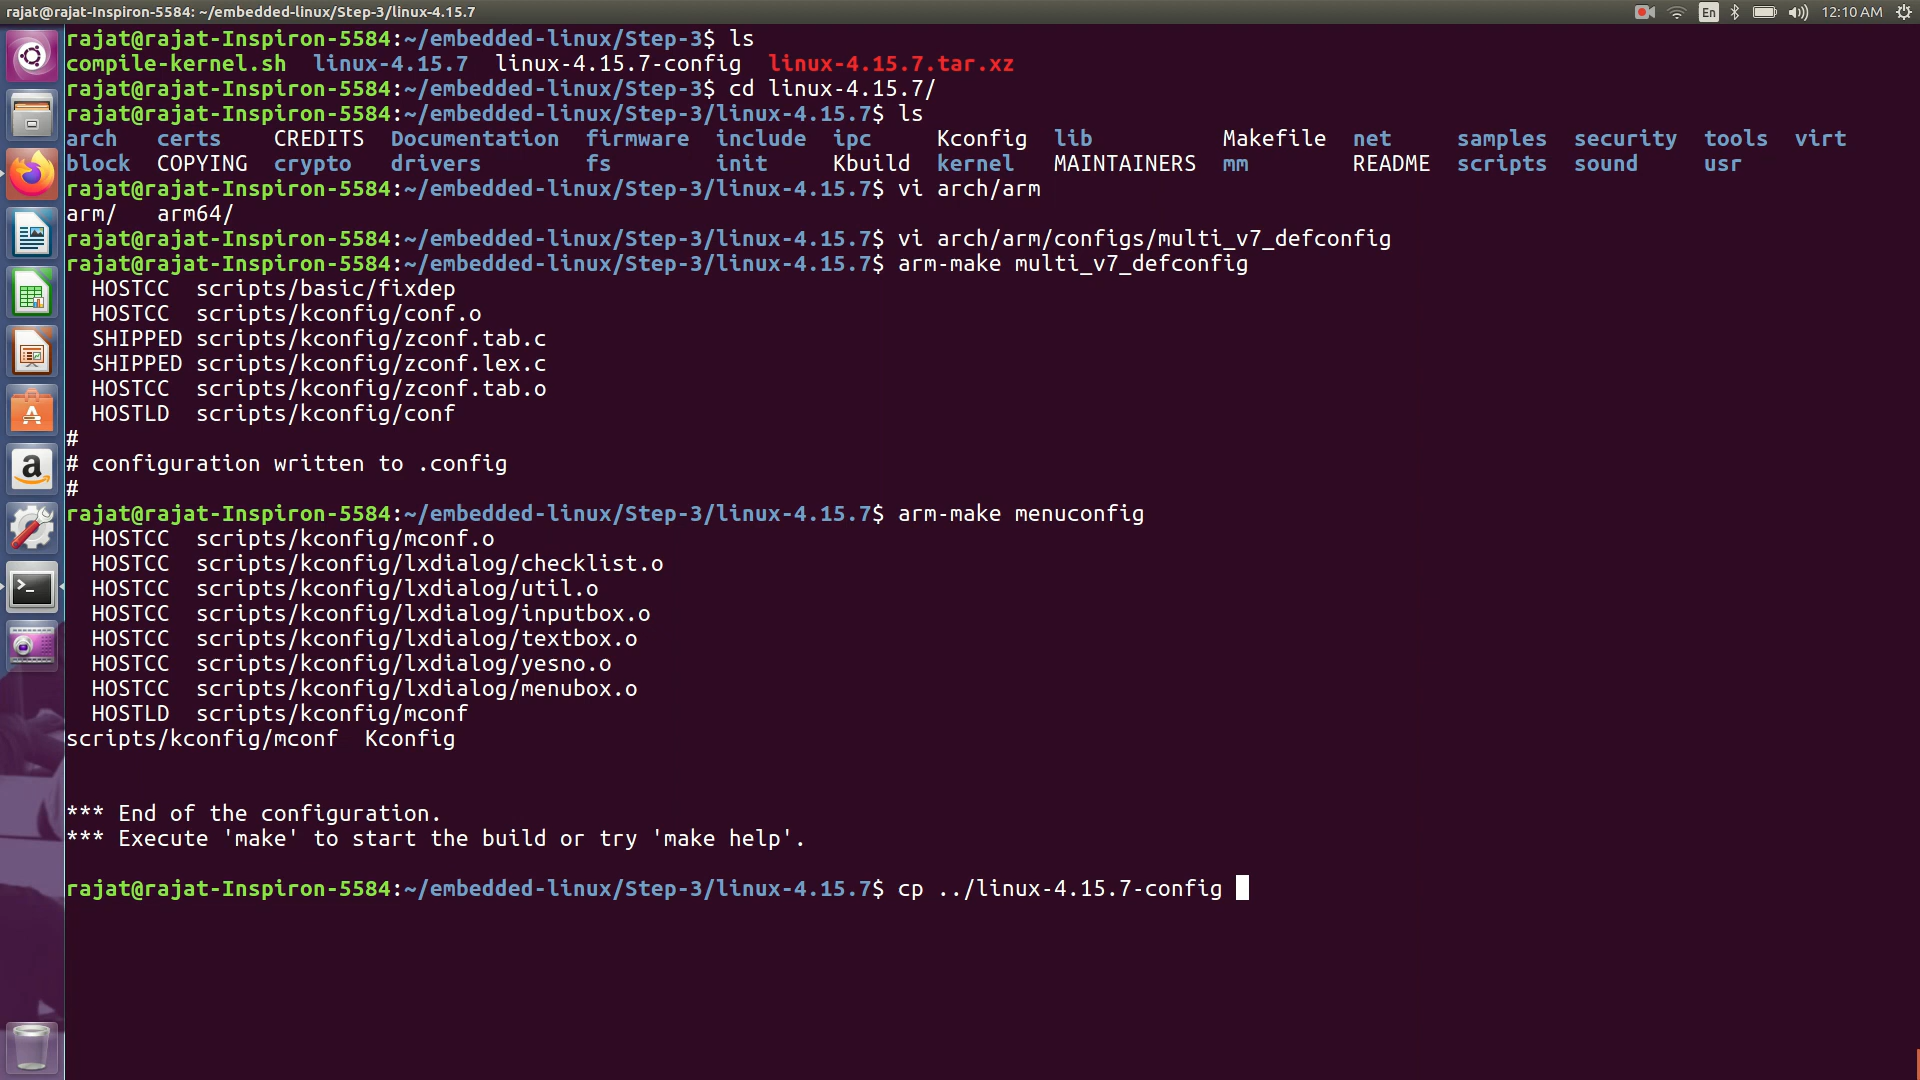 rajat@rajat-Inspiron-5584: ~/embedded-linux/Step-3/linux-4.15.7
En
12:10 AM
rajat@rajat-Inspiron-5584:~/embedded-linux/Step-3$ ls
compile-kernel.sh  linux-4.15.7  linux-4.15.7-config  linux-4.15.7.tar.xz
rajat@rajat-Inspiron-5584:~/embedded-linux/Step-3$ cd linux-4.15.7/
rajat@rajat-Inspiron-5584:~/embedded-linux/Step-3/linux-4.15.7$ ls
arch   certs    CREDITS  Documentation  firmware  include  ipc     Kconfig  lib          Makefile  net     samples  security  tools  virt
block  COPYING  crypto   drivers        fs        init     Kbuild  kernel   MAINTAINERS  mm        README  scripts  sound     usr
rajat@rajat-Inspiron-5584:~/embedded-linux/Step-3/linux-4.15.7$ vi arch/arm
arm/   arm64/
rajat@rajat-Inspiron-5584:~/embedded-linux/Step-3/linux-4.15.7$ vi arch/arm/configs/multi_v7_defconfig
rajat@rajat-Inspiron-5584:~/embedded-linux/Step-3/linux-4.15.7$ arm-make multi_v7_defconfig
  HOSTCC  scripts/basic/fixdep
  HOSTCC  scripts/kconfig/conf.o
  SHIPPED scripts/kconfig/zconf.tab.c
  SHIPPED scripts/kconfig/zconf.lex.c
  HOSTCC  scripts/kconfig/zconf.tab.o
  HOSTLD  scripts/kconfig/conf
#
# configuration written to .config
#
rajat@rajat-Inspiron-5584:~/embedded-linux/Step-3/linux-4.15.7$ arm-make menuconfig
  HOSTCC  scripts/kconfig/mconf.o
  HOSTCC  scripts/kconfig/lxdialog/checklist.o
  HOSTCC  scripts/kconfig/lxdialog/util.o
  HOSTCC  scripts/kconfig/lxdialog/inputbox.o
  HOSTCC  scripts/kconfig/lxdialog/textbox.o
  HOSTCC  scripts/kconfig/lxdialog/yesno.o
  HOSTCC  scripts/kconfig/lxdialog/menubox.o
  HOSTLD  scripts/kconfig/mconf
scripts/kconfig/mconf  Kconfig
*** End of the configuration.
*** Execute 'make' to start the build or try 'make help'.
rajat@rajat-Inspiron-5584:~/embedded-linux/Step-3/linux-4.15.7$ cp ../linux-4.15.7-config